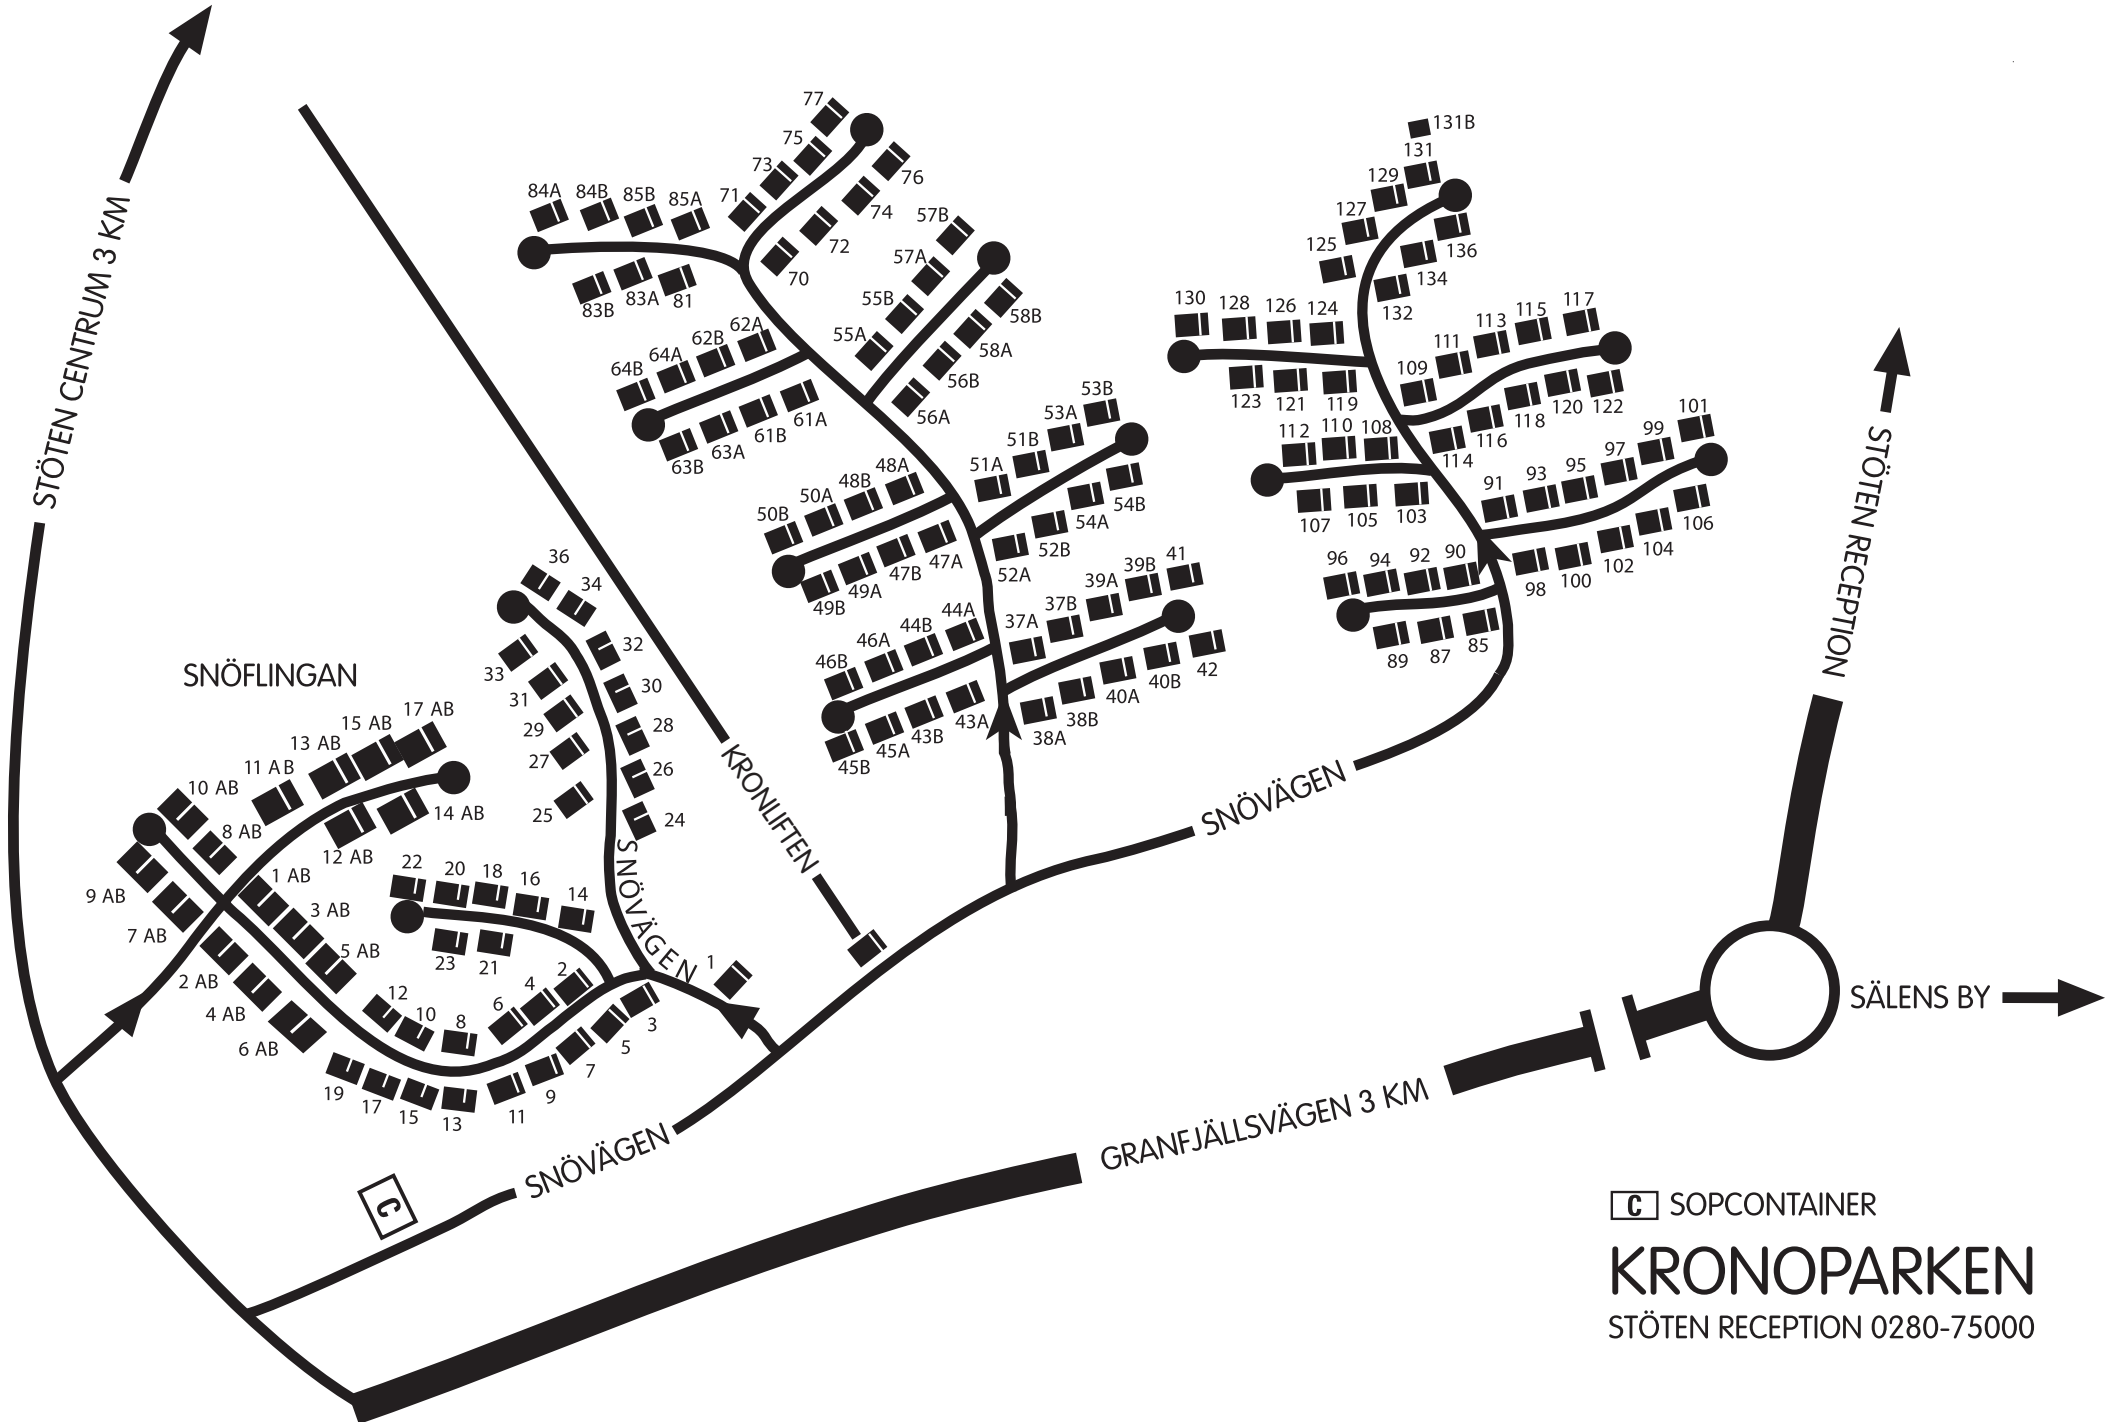 STÖTEN CENTRUM 3 KM
77
75
73
71
76
74
72
70
84A
84B
85B
85A
83B
83A
81
57B
57A
55B
55A
58B
58A
56B
56A
62A
62B
64A
64B
61A
61B
63A
63B
53B
53A
51B
51A
54B
54A
52B
52A
48A
48B
50A
50B
47A
47B
49A
49B
41
39B
39A
37B
37A
42
40B
40A
38B
38A
44A
44B
46A
46B
43A
43B
45A
45B
131B
131
129
127
125
136
134
132
130
128
126
124
123
121
119
117
115
113
111
109
122
120
118
116
114
112
110
108
107
105
103
101
99
97
95
93
91
106
104
102
100
98
96
94
92
90
89
87
85
36
34
32
30
28
26
24
33
31
29
27
25
SNÖFLINGAN
17 AB
15 AB
13 AB
11 AB
14 AB
12 AB
10 AB
8 AB
9 AB
7 AB
1 AB
3 AB
5 AB
2 AB
4 AB
6 AB
22
20
18
16
14
23
21
12
10
8
6
4
2
1
3
5
7
9
11
13
15
17
19
SNÖVÄGEN
KRONLIFTEN
SNÖVÄGEN
SNÖVÄGEN
C
GRANFJÄLLSVÄGEN 3 KM
STÖTEN RECEPTION
SÄLENS BY
C SOPCONTAINER
KRONOPARKEN
STÖTEN RECEPTION 0280-75000